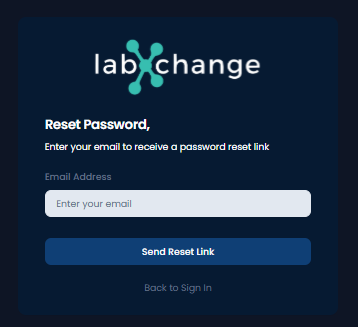 labxchange
Reset Password,
Enter your email to receive a password reset link
Email Address
Enter your email
Send Reset Link
Back to Sign In